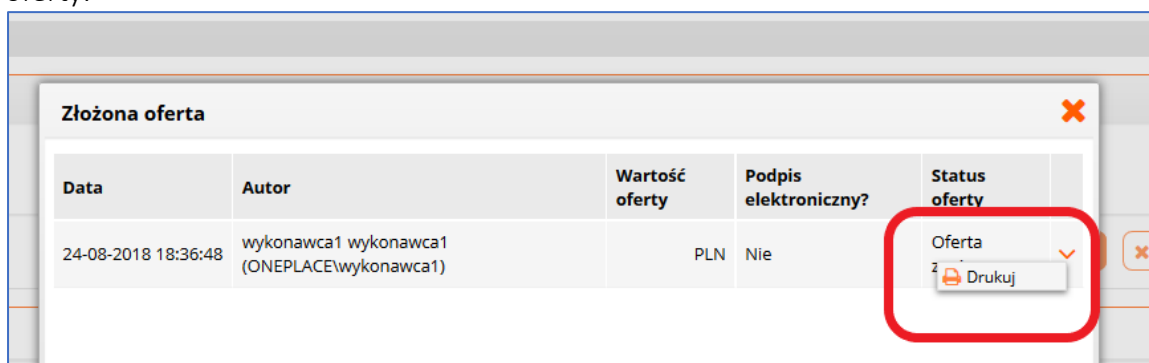 oferty.
Złożona oferta
Data
Autor
Wartość
oferty
Podpis
elektroniczny?
Status
oferty
24-08-2018 18:36:48
wykonawca1 wykonawca1
(ONEPLACE\wykonawca1)
PLN
Nie
Oferta
Drukuj